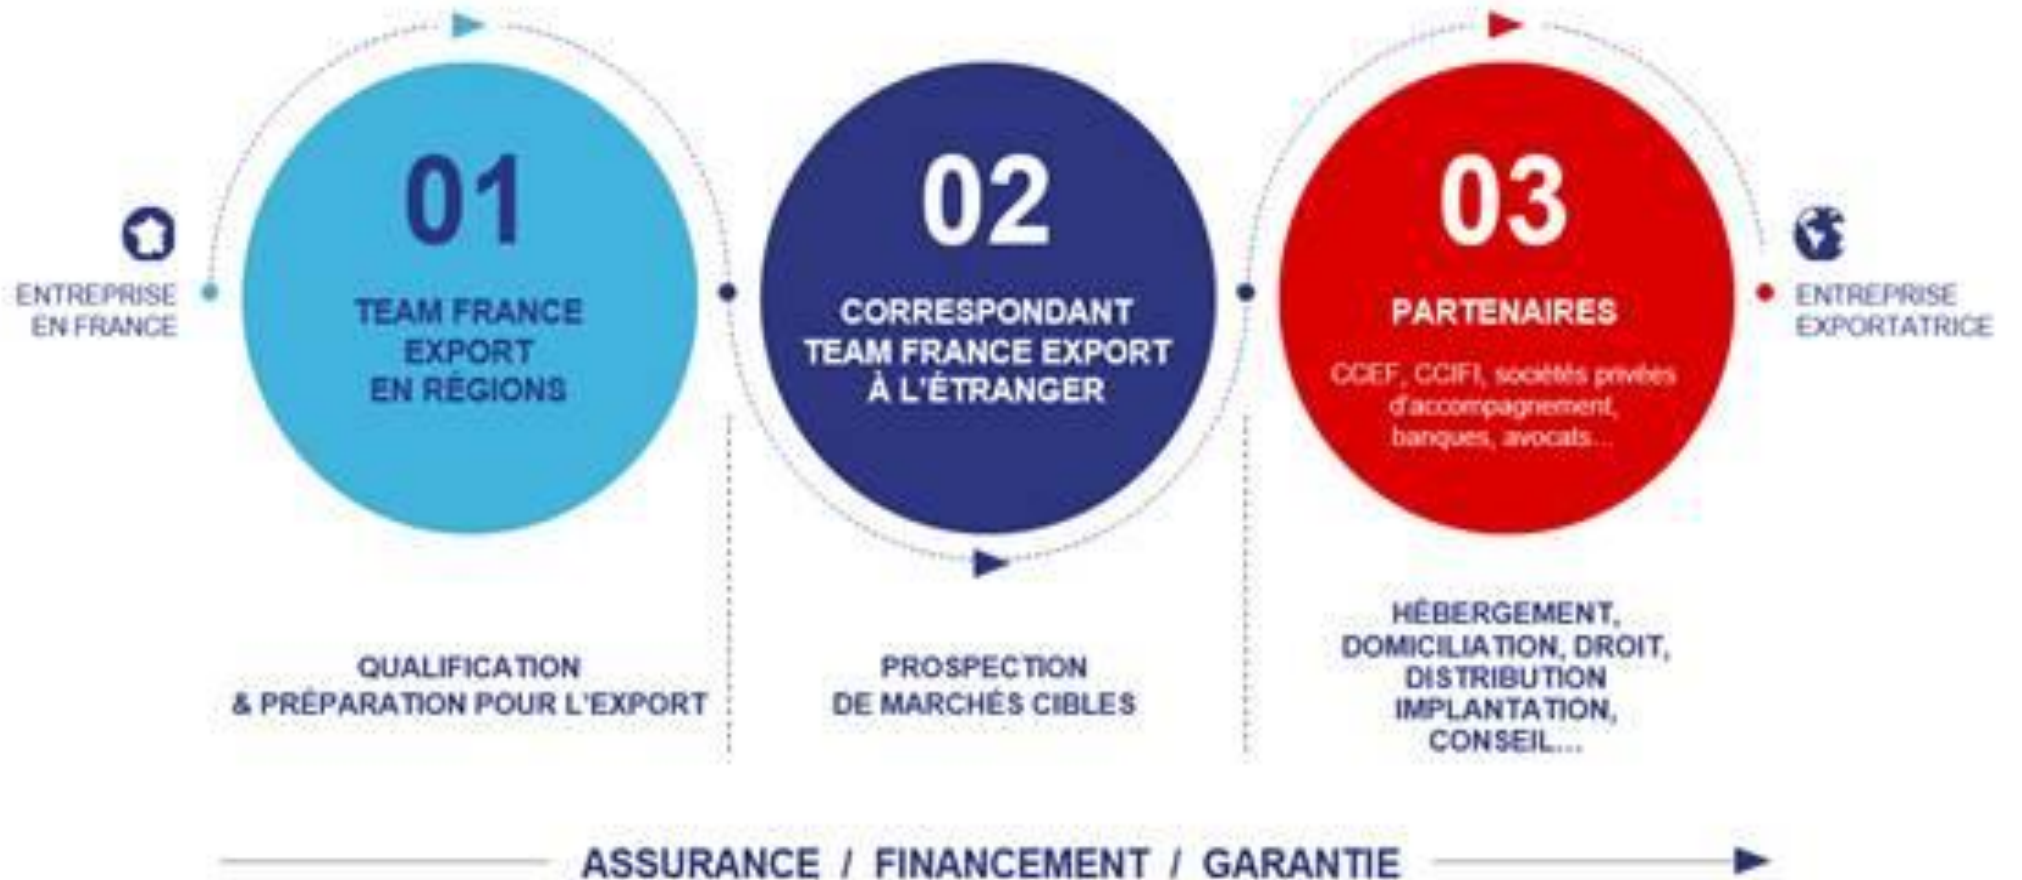 ENTREPRISE
EN FRANCE
01
TEAM FRANCE
EXPORT
EN RÉGIONS
QUALIFICATION
& PRÉPARATION POUR L'EXPORT
02
CORRESPONDANT
TEAM FRANCE EXPORT
À L'ÉTRANGER
PROSPECTION
DE MARCHÉS CIBLES
03
PARTENAIRES
CCEF, CCIFI, sociétés privées
d'accompagnement,
banques, avocats...
HÉBERGEMENT,
DOMICILIATION, DROIT,
DISTRIBUTION
IMPLANTATION,
CONSEIL...
ENTREPRISE
EXPORTATRICE
ASSURANCE / FINANCEMENT / GARANTIE